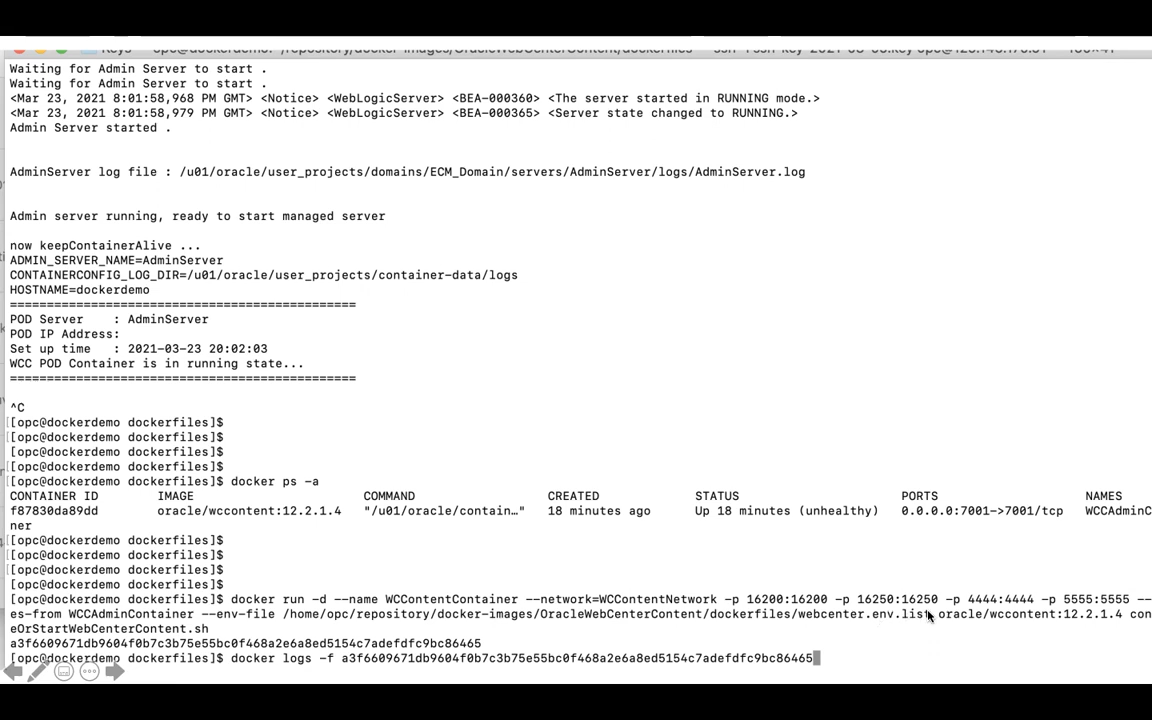 Waiting for Admin Server to start .
Waiting for Admin Server to start .
<Mar 23, 2021 8:01:58,968 PM GMT> <Notice> <WebLogicServer> <BEA-000360> <The server started in RUNNING mode.>
<Mar 23, 2021 8:01:58,979 PM GMT> <Notice> <WebLogicServer> <BEA-000365> <Server state changed to RUNNING.>
Admin Server started .
AdminServer log file : /u01/oracle/user_projects/domains/ECM_Domain/servers/AdminServer/logs/AdminServer.log
Admin server running, ready to start managed server
now keepContainerAlive ...
ADMIN_SERVER_NAME=AdminServer
CONTAINERCONFIG_LOG_DIR=/u01/oracle/user_projects/container-data/logs
HOSTNAME=dockerdemo
===============================================
POD Server    : AdminServer
POD IP Address:
Set up time   : 2021-03-23 20:02:03
WCC POD Container is in running state...
===============================================
^C
[opc@dockerdemo dockerfiles]$
[opc@dockerdemo dockerfiles]$
[opc@dockerdemo dockerfiles]$
[opc@dockerdemo dockerfiles]$
[opc@dockerdemo dockerfiles]$ docker ps -a
CONTAINER ID        IMAGE                       COMMAND                  CREATED             STATUS                      PORTS                    NAMES
f87830da89dd        oracle/wccontent:12.2.1.4   "/u01/oracle/contain…"   18 minutes ago      Up 18 minutes (unhealthy)   0.0.0.0:7001->7001/tcp   WCAdminC
ner
[opc@dockerdemo dockerfiles]$
[opc@dockerdemo dockerfiles]$
[opc@dockerdemo dockerfiles]$
[opc@dockerdemo dockerfiles]$
[opc@dockerdemo dockerfiles]$ docker run -d --name WCContentContainer --network=WCContentNetwork -p 16200:16200 -p 16250:16250 -p 4444:4444 -p 5555:5555 --
es-from WCCAdminContainer --env-file /home/opc/repository/docker-images/OracleWebCenterContent/dockerfiles/webcenter.env.list oracle/wccontent:12.2.1.4 con
eOrStartWebCenterContent.sh
a3f6609671db9604f0b7c3b75e55bc0f468a2e6a8ed5154c7adefdfc9bc86465
[opc@dockerdemo dockerfiles]$ docker logs -f a3f6609671db9604f0b7c3b75e55bc0f468a2e6a8ed5154c7adefdfc9bc86465